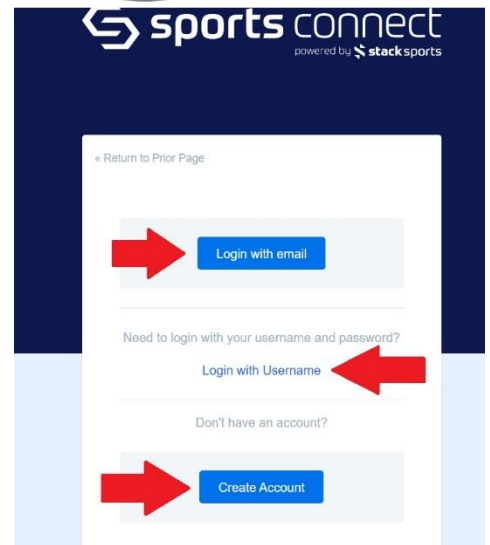 sports connect
powered by stack sports
« Return to Prior Page
Login with email
Need to login with your username and password?
Login with Username
Don't have an account?
Create Account